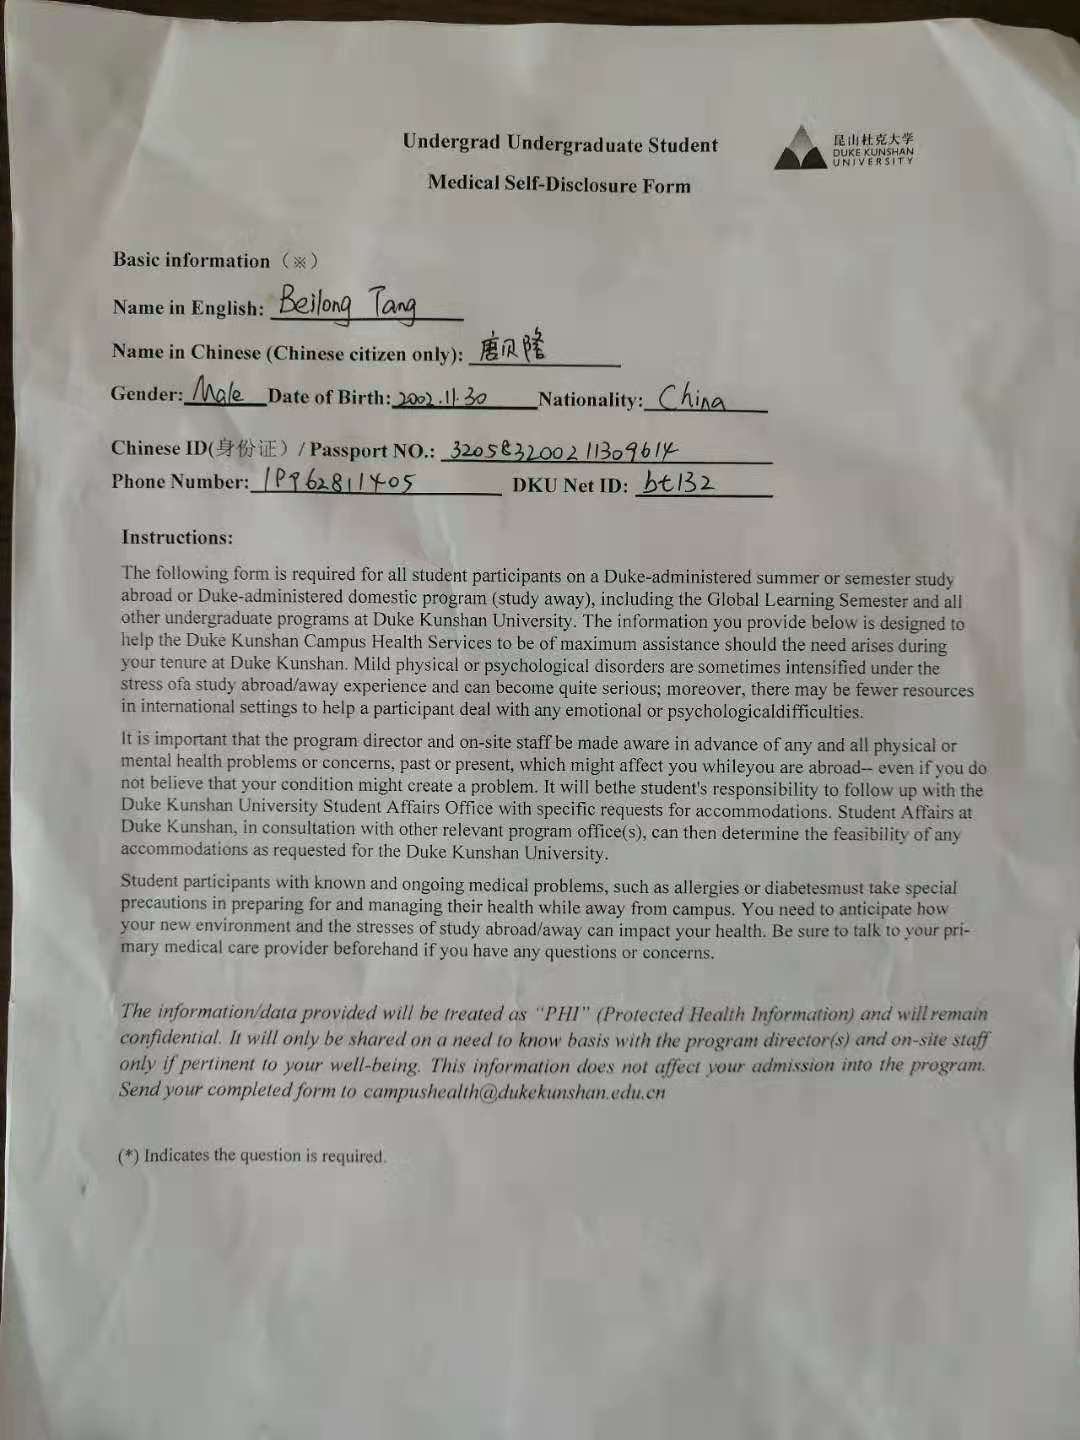 Undergrad Undergraduate Student
Medical Self-Disclosure Form
昆山杜克大学
DUKE KUNSHAN
UNIVERSITY
Basic information（※）
Name in English: Beilong Tang
Name in Chinese (Chinese citizen only): 唐贝隆
Gender: Male Date of Birth: 2002.11.30 Nationality: China
Chinese ID(身份证）/ Passport NO.: 320583200211309614
Phone Number: 19962811405 DKU Net ID: bt132
Instructions:
The following form is required for all student participants on a Duke-administered summer or semester study
abroad or Duke-administered domestic program (study away), including the Global Learning Semester and all
other undergraduate programs at Duke Kunshan University. The information you provide below is designed to
help the Duke Kunshan Campus Health Services to be of maximum assistance should the need arises during
your tenure at Duke Kunshan. Mild physical or psychological disorders are sometimes intensified under the
stress ofa study abroad/away experience and can become quite serious; moreover, there may be fewer resources
in international settings to help a participant deal with any emotional or psychologicaldifficulties.
It is important that the program director and on-site staff be made aware in advance of any and all physical or
mental health problems or concerns, past or present, which might affect you whileyou are abroad-- even if you do
not believe that your condition might create a problem. It will bethe student's responsibility to follow up with the
Duke Kunshan University Student Affairs Office with specific requests for accommodations. Student Affairs at
Duke Kunshan, in consultation with other relevant program office(s), can then determine the feasibility of any
accommodations as requested for the Duke Kunshan University.
Student participants with known and ongoing medical problems, such as allergies or diabetesmust take special
precautions in preparing for and managing their health while away from campus. You need to anticipate how
your new environment and the stresses of study abroad/away can impact your health. Be sure to talk to your pri-
mary medical care provider beforehand if you have any questions or concerns.
The information/data provided will be treated as “PHI” (Protected Health Information) and will remain
confidential. It will only be shared on a need to know basis with the program director(s) and on-site staff
only if pertinent to your well-being. This information does not affect your admission into the program.
Send your completed form to campushealth@dukekunshan.edu.cn
(*) Indicates the question is required.